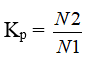 Kp = N2/N1